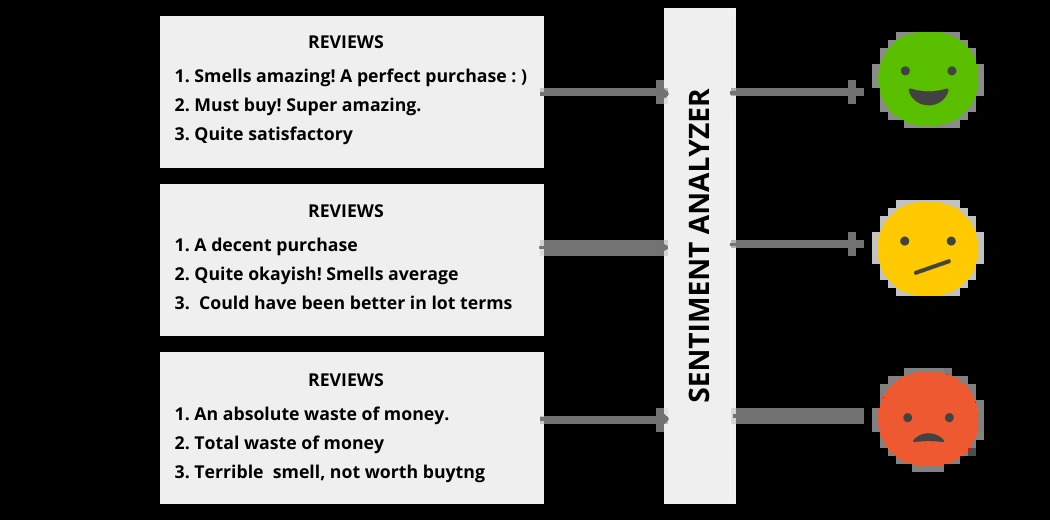 REVIEWS
1. Smells amazing! A perfect purchase : )
2. Must buy! Super amazing.
3. Quite satisfactory
REVIEWS
1. A decent purchase
2. Quite okayish! Smells average
3.  Could have been better in lot terms
REVIEWS
1. An absolute waste of money.
2. Total waste of money
3. Terrible  smell, not worth buytng
SENTIMENT ANALYZER